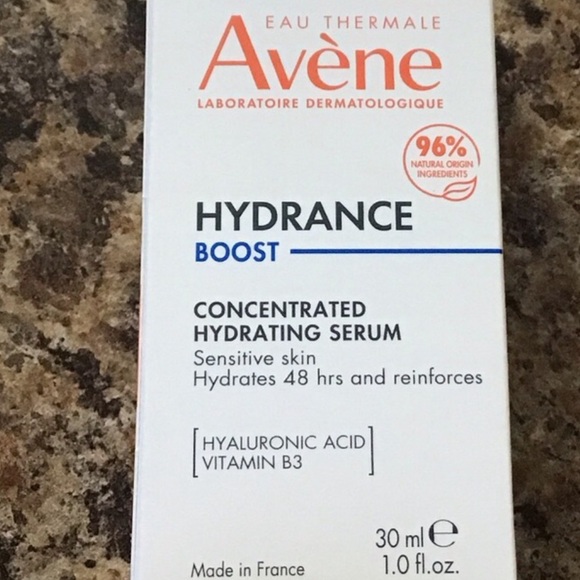 EAU THERMALE
Avène
LABORATOIRE DERMATOLOGIQUE
96%
NATURAL ORIGIN
INGREDIENTS
HYDRANCE
BOOST
CONCENTRATED
HYDRATING SERUM
Sensitive skin
Hydrates 48 hrs and reinforces
HYALURONIC ACID
VITAMIN B3
30 ml ℮
Made in France 1.0 fl.oz.